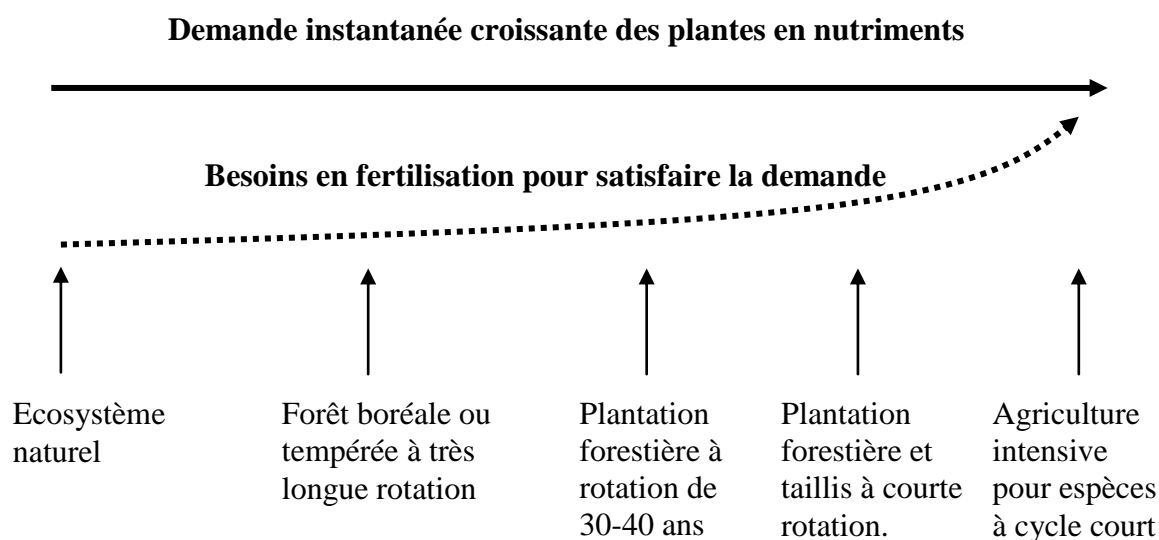 Demande instantanée croissante des plantes en nutriments
Besoins en fertilisation pour satisfaire la demande
Ecosystème
naturel
Forêt boréale ou
tempérée à très
longue rotation
Plantation
forestière à
rotation de
30-40 ans
Plantation
forestière et
taillis à courte
rotation.
Agriculture
intensive
pour espèces
à cycle court